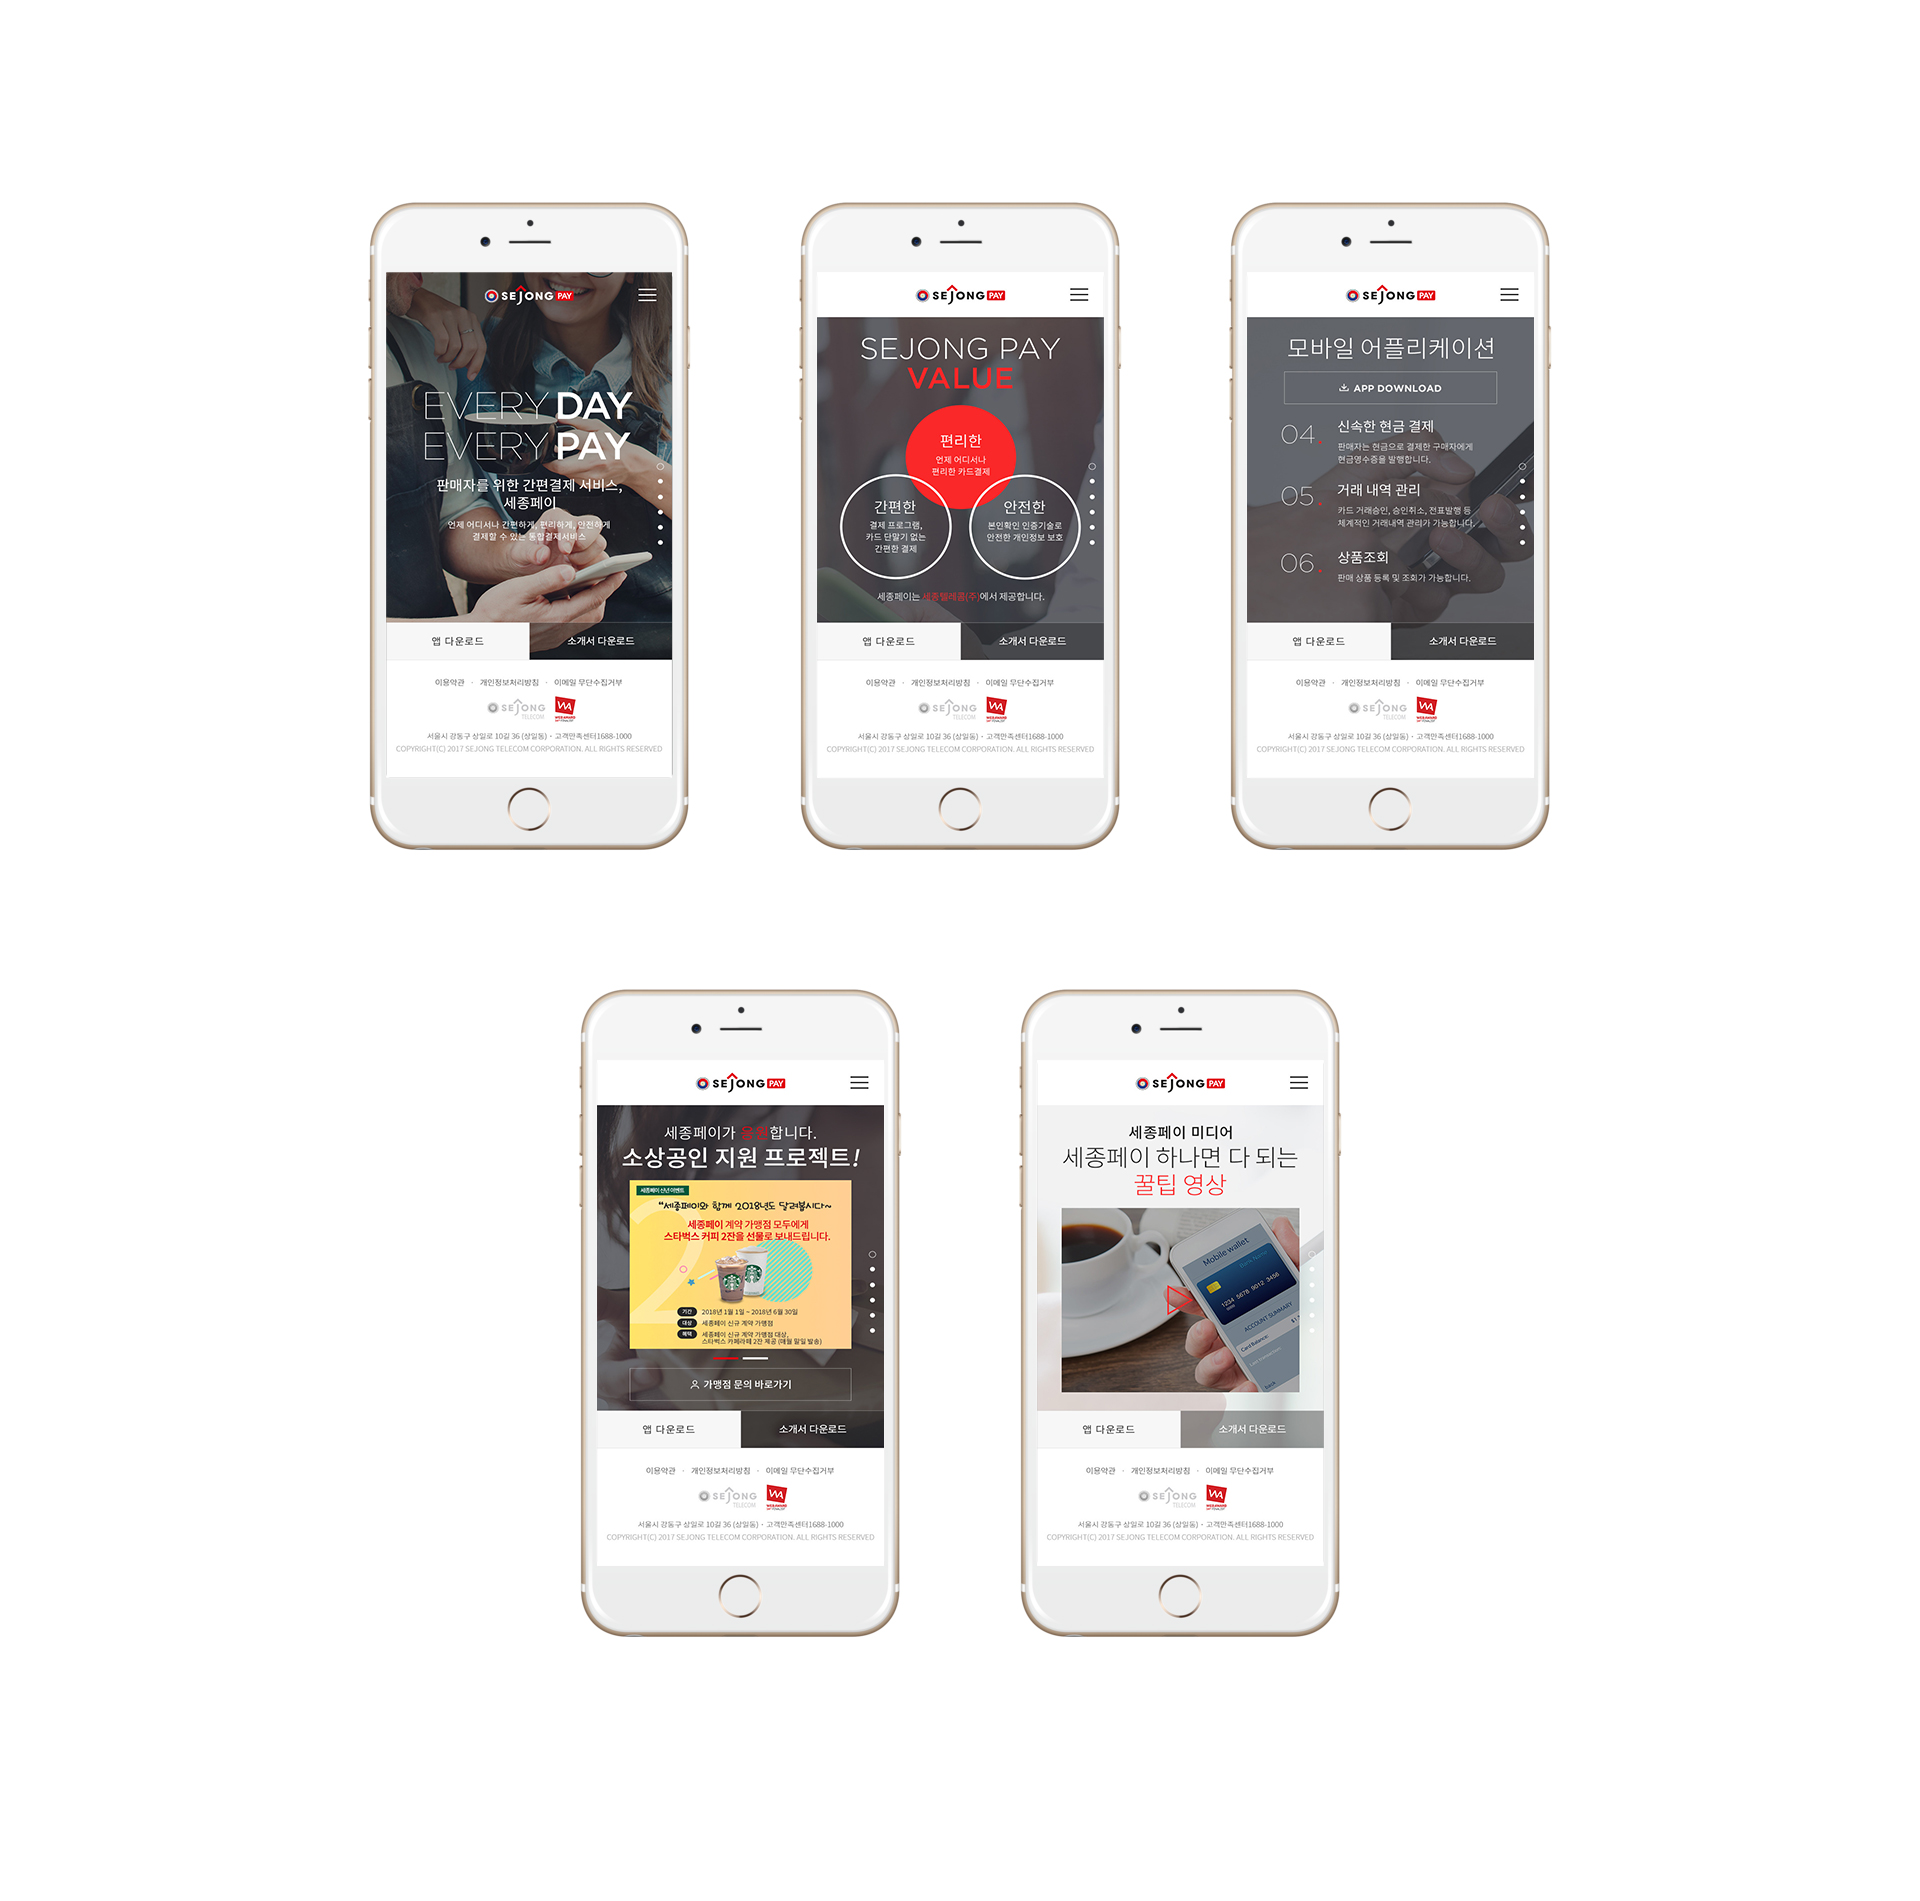 SEJONG PAY
EVERY DAY
EVERY PAY
판매자를 위한 간편결제 서비스,
세종페이
언제 어디서나 간편하게, 편리하게, 안전하게
결제할 수 있는 통합결제서비스
앱 다운로드
소개서 다운로드
이용약관 · 개인정보처리방침 · 이메일 무단수집거부
SEJONG
TELECOM
WA
WEB AWARD
서울시 강동구 상일로 10길 36 (상일동) · 고객만족센터1688-1000
COPYRIGHT(C) 2017 SEJONG TELECOM CORPORATION. ALL RIGHTS RESERVED
SEJONG PAY
SEJONG PAY
VALUE
편리한
언제 어디서나
편리한 카드결제
간편한
결제 프로그램,
카드 단말기 없는
간편한 결제
안전한
본인확인 인증기술로
안전한 개인정보 보호
세종페이는 세종텔레콤(주)에서 제공합니다.
앱 다운로드
소개서 다운로드
이용약관 · 개인정보처리방침 · 이메일 무단수집거부
SEJONG
TELECOM
WA
WEB AWARD
서울시 강동구 상일로 10길 36 (상일동) · 고객만족센터1688-1000
COPYRIGHT(C) 2017 SEJONG TELECOM CORPORATION. ALL RIGHTS RESERVED
SEJONG PAY
모바일 어플리케이션
APP DOWNLOAD
04.
신속한 현금 결제
판매자는 현금으로 결제한 구매자에게
현금영수증을 발행합니다.
05.
거래 내역 관리
카드 거래승인, 승인취소, 전표발행 등
체계적인 거래내역 관리가 가능합니다.
06.
상품조회
판매 상품 등록 및 조회가 가능합니다.
앱 다운로드
소개서 다운로드
이용약관 · 개인정보처리방침 · 이메일 무단수집거부
SEJONG
TELECOM
WA
WEB AWARD
서울시 강동구 상일로 10길 36 (상일동) · 고객만족센터1688-1000
COPYRIGHT(C) 2017 SEJONG TELECOM CORPORATION. ALL RIGHTS RESERVED
SEJONG PAY
세종페이가 응원합니다.
소상공인 지원 프로젝트!
세종페이 신년 이벤트
“세종페이와 함께 2018년도 달려봅시다~
세종페이 계약 가맹점 모두에게
스타벅스 커피 2잔을 선물로 보내드립니다.
기간 2018년 1월 1일 ~ 2018년 6월 30일
대상 세종페이 신규 계약 가맹점
혜택 세종페이 신규 계약 가맹점 대상,
스타벅스 카페라떼 2잔 제공 (매월 말일 발송)
가맹점 문의 바로가기
앱 다운로드
소개서 다운로드
이용약관 · 개인정보처리방침 · 이메일 무단수집거부
SEJONG
TELECOM
WA
WEB AWARD
서울시 강동구 상일로 10길 36 (상일동) · 고객만족센터1688-1000
COPYRIGHT(C) 2017 SEJONG TELECOM CORPORATION. ALL RIGHTS RESERVED
SEJONG PAY
세종페이 미디어
세종페이 하나면 다 되는
꿀팁 영상
Mobile wallet
Bank Name
1234 5678 9012 3456
ACCOUNT SUMMARY
Card Balance:
back
앱 다운로드
소개서 다운로드
이용약관 · 개인정보처리방침 · 이메일 무단수집거부
SEJONG
TELECOM
WA
WEB AWARD
서울시 강동구 상일로 10길 36 (상일동) · 고객만족센터1688-1000
COPYRIGHT(C) 2017 SEJONG TELECOM CORPORATION. ALL RIGHTS RESERVED